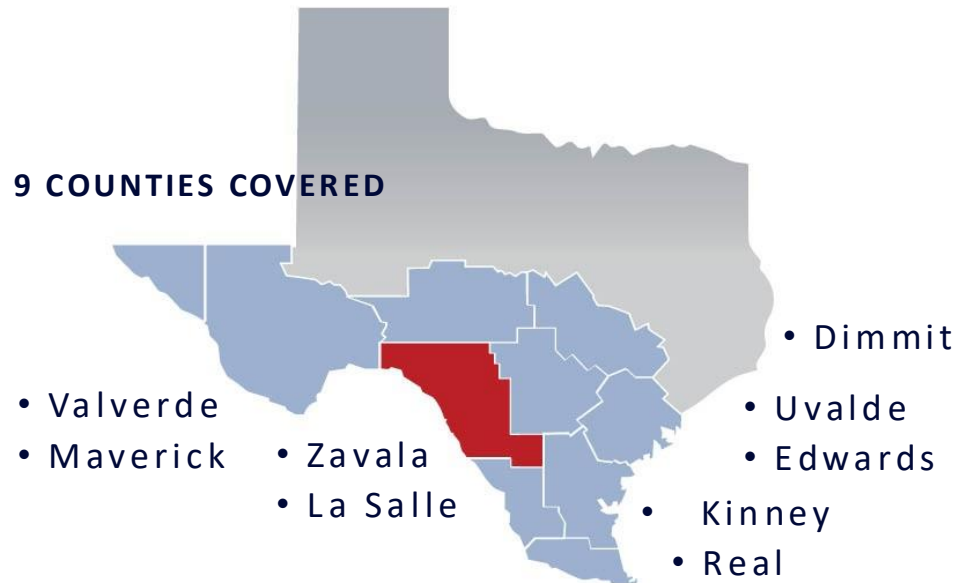 9 COUNTIES COVERED
• Dimmit
• Valverde
• Maverick
• Zavala
• La Salle
• Uvalde
• Edwards
• Kinney
• Real